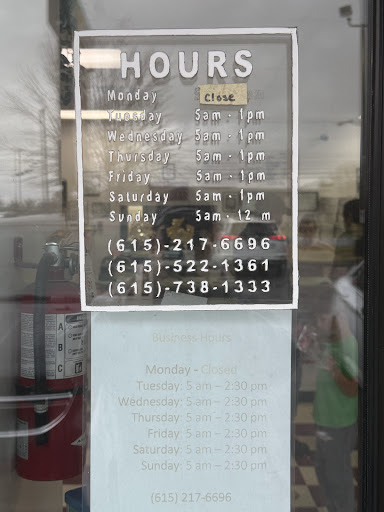 HOURS
Monday Close
Tuesday 5am - 1pm
Wednesday 5am - 1pm
Thursday 5am - 1pm
Friday 5am - 1pm
Saturday 5am - 1pm
Sunday 5am - 12 m
(615)-217-6696
(615)-522-1361
(615)-738-1333
Business Hours
Monday - Closed
Tuesday: 5 am – 2:30 pm
Wednesday: 5 am – 2:30 pm
Thursday: 5 am – 2:30 pm
Friday: 5 am – 2:30 pm
Saturday: 5 am – 2:30 pm
Sunday: 5 am – 2:30 pm
(615) 217-6696
A
B
C